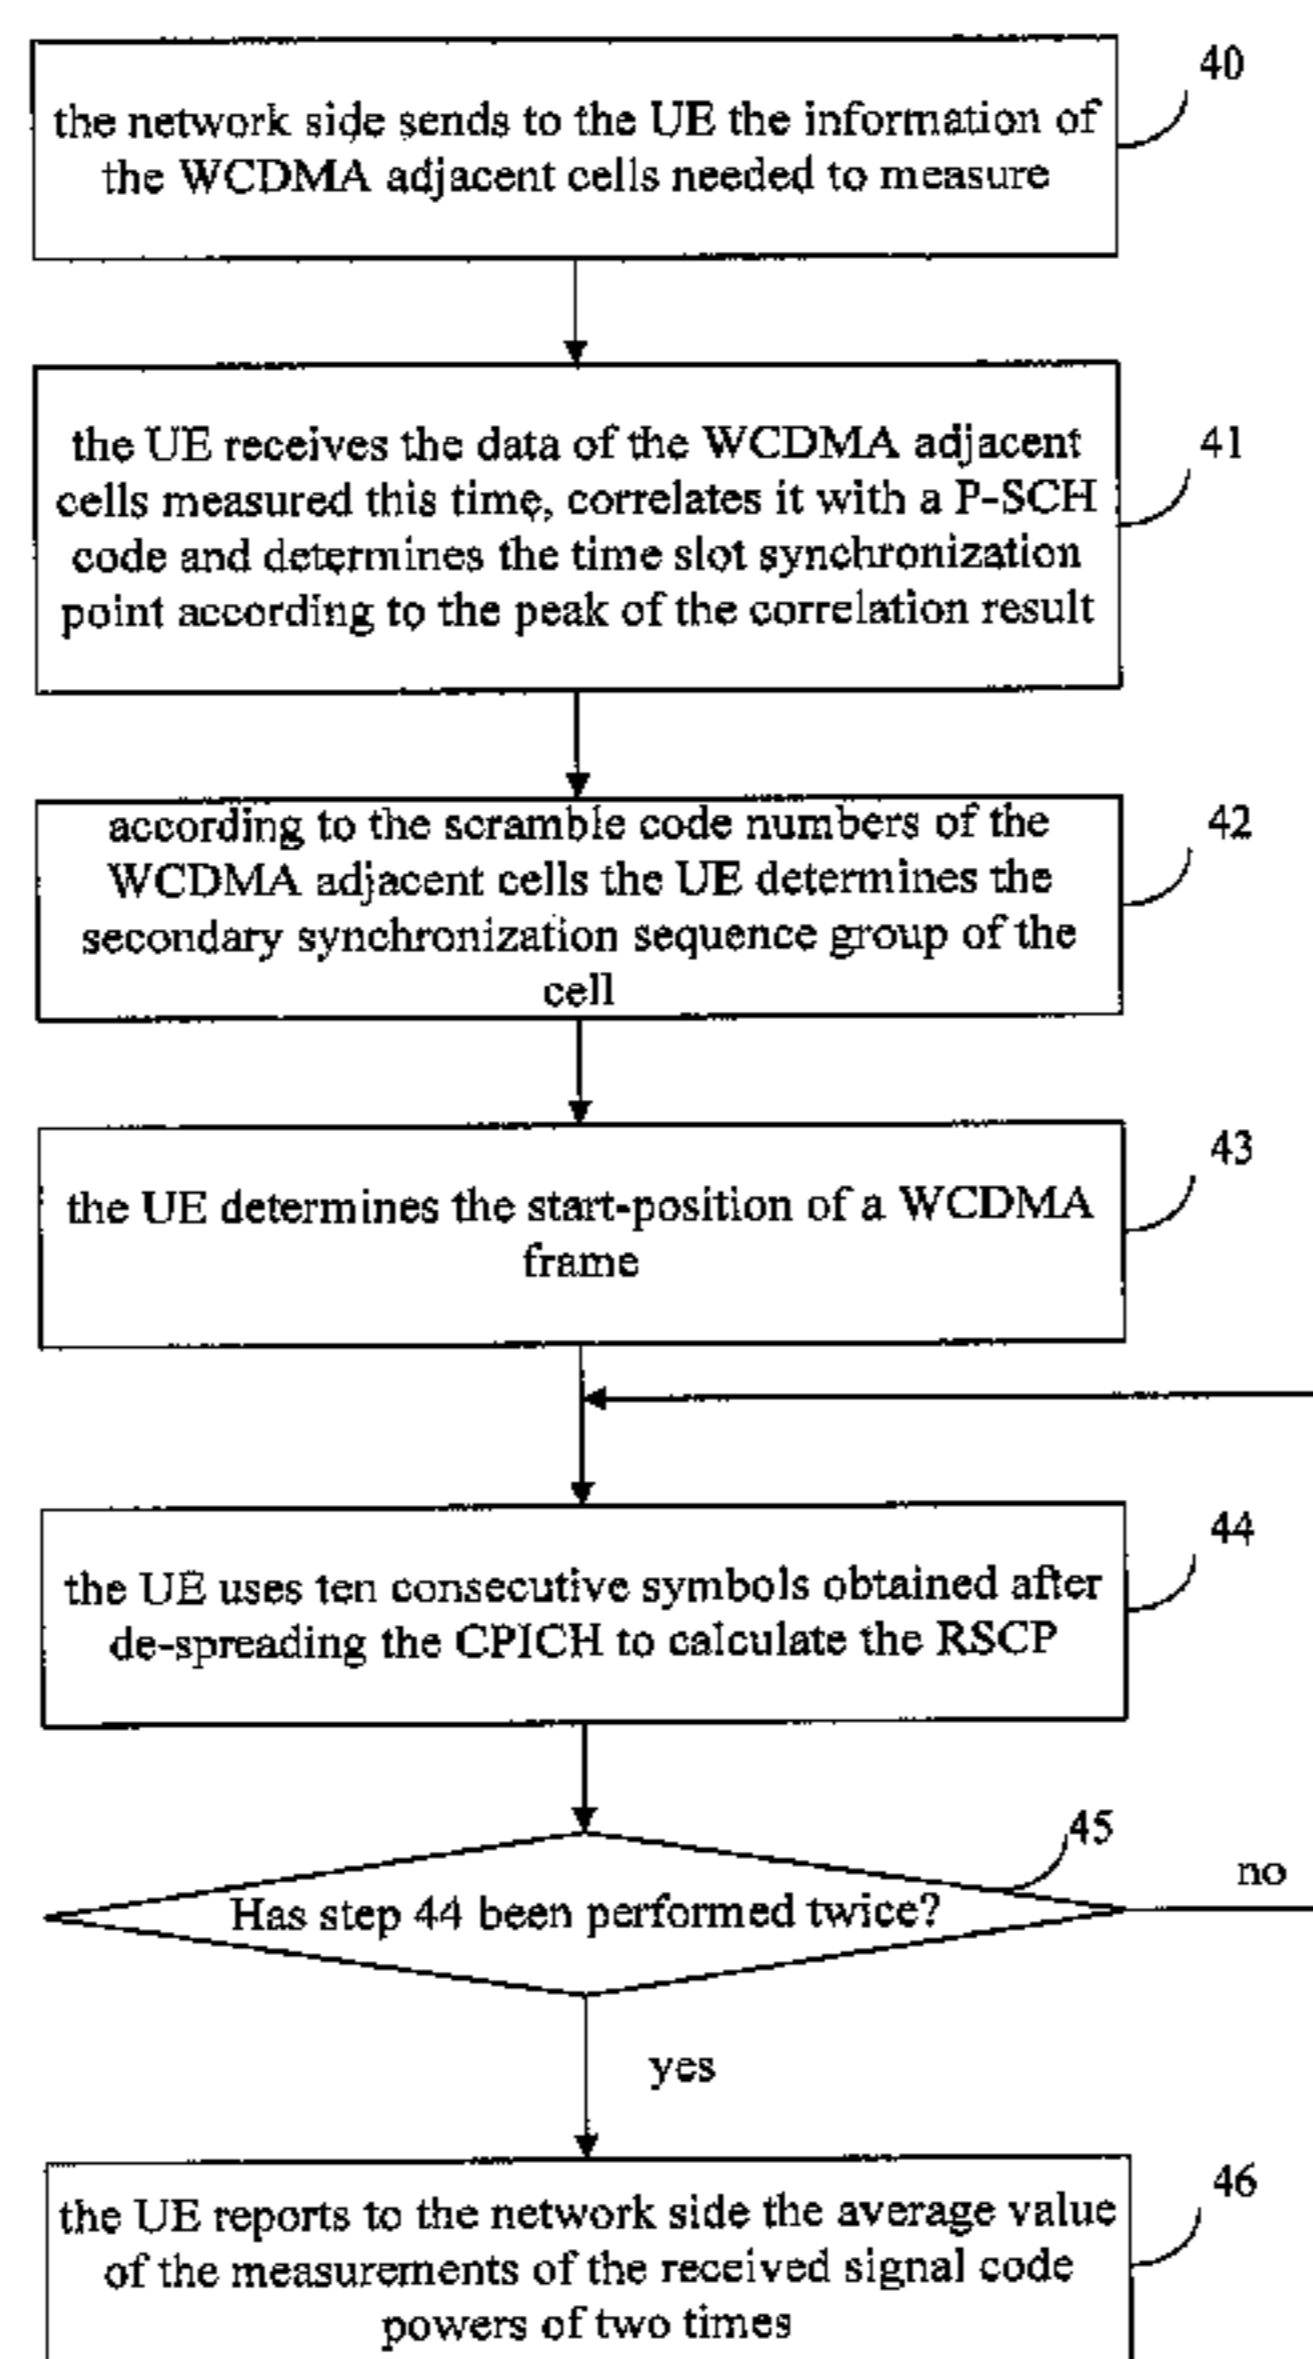 40
the network side sends to the UE the information of
the WCDMA adjacent cells needed to measure
41
the UE receives the data of the WCDMA adjacent
cells measured this time, correlates it with a P-SCH
code and determines the time slot synchronization
point according to the peak of the correlation result
42
according to the scramble code numbers of the
WCDMA adjacent cells the UE determines the
secondary synchronization sequence group of the
cell
43
the UE determines the start-position of a WCDMA
frame
44
the UE uses ten consecutive symbols obtained after
de-spreading the CPICH to calculate the RSCP
45
no
Has step 44 been performed twice?
yes
46
the UE reports to the network side the average value
of the measurements of the received signal code
powers of two times